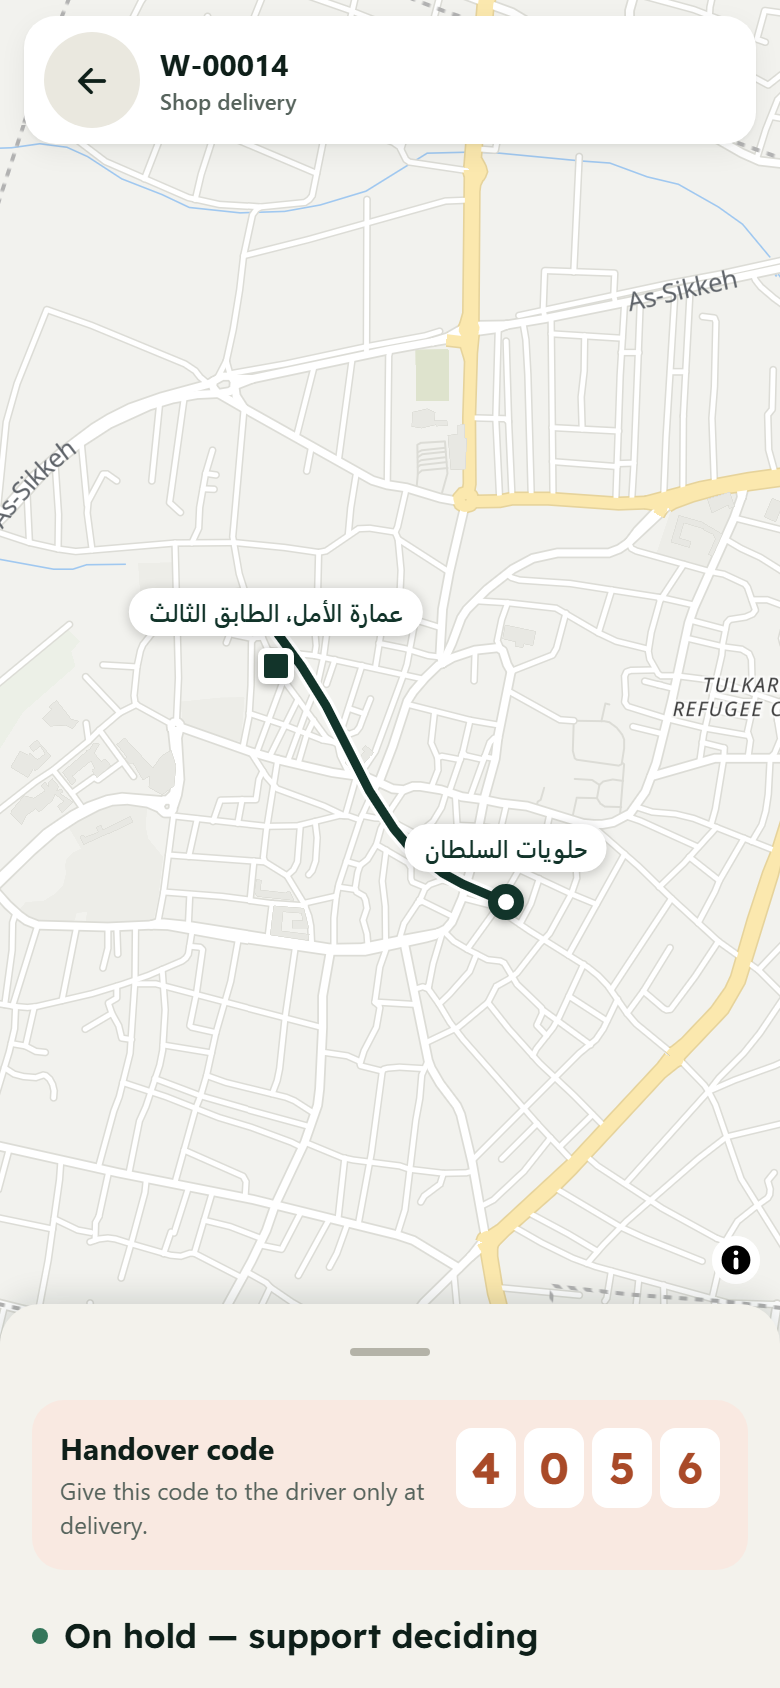 W-00014
Shop delivery
As-Sikkeh
As-Sikkeh
عمارة الأمل، الطابق الثالث
TULKAR
REFUGEE C
حلويات السلطان
Handover code
4 0 5 6
Give this code to the driver only at
delivery.
On hold — support deciding